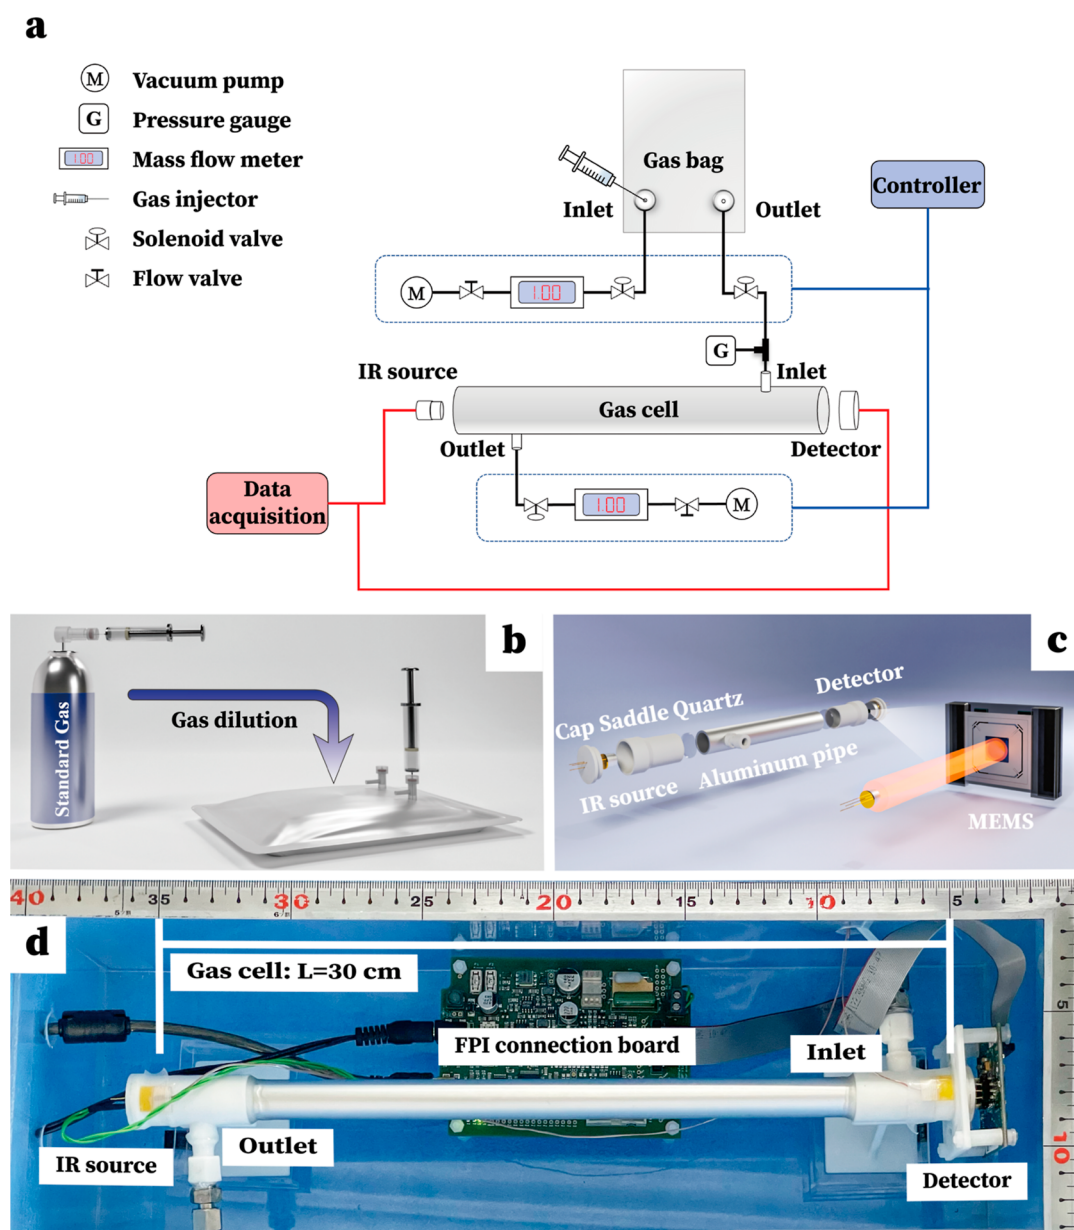 a
M Vacuum pump
G Pressure gauge
1.00 Mass flow meter
Gas injector
Solenoid valve
Flow valve
Gas bag
Inlet
Outlet
Controller
M
1.00
G
IR source
Inlet
Gas cell
Outlet
Detector
Data
acquisition
1.00
M
b
Standard Gas
Gas dilution
c
Detector
Cap Saddle Quartz
Aluminum pipe
IR source
MEMS
40 35 30 25 20 15 10 5
d
Gas cell: L=30 cm
5
FPI connection board
Inlet
Outlet
IR source
Detector
10